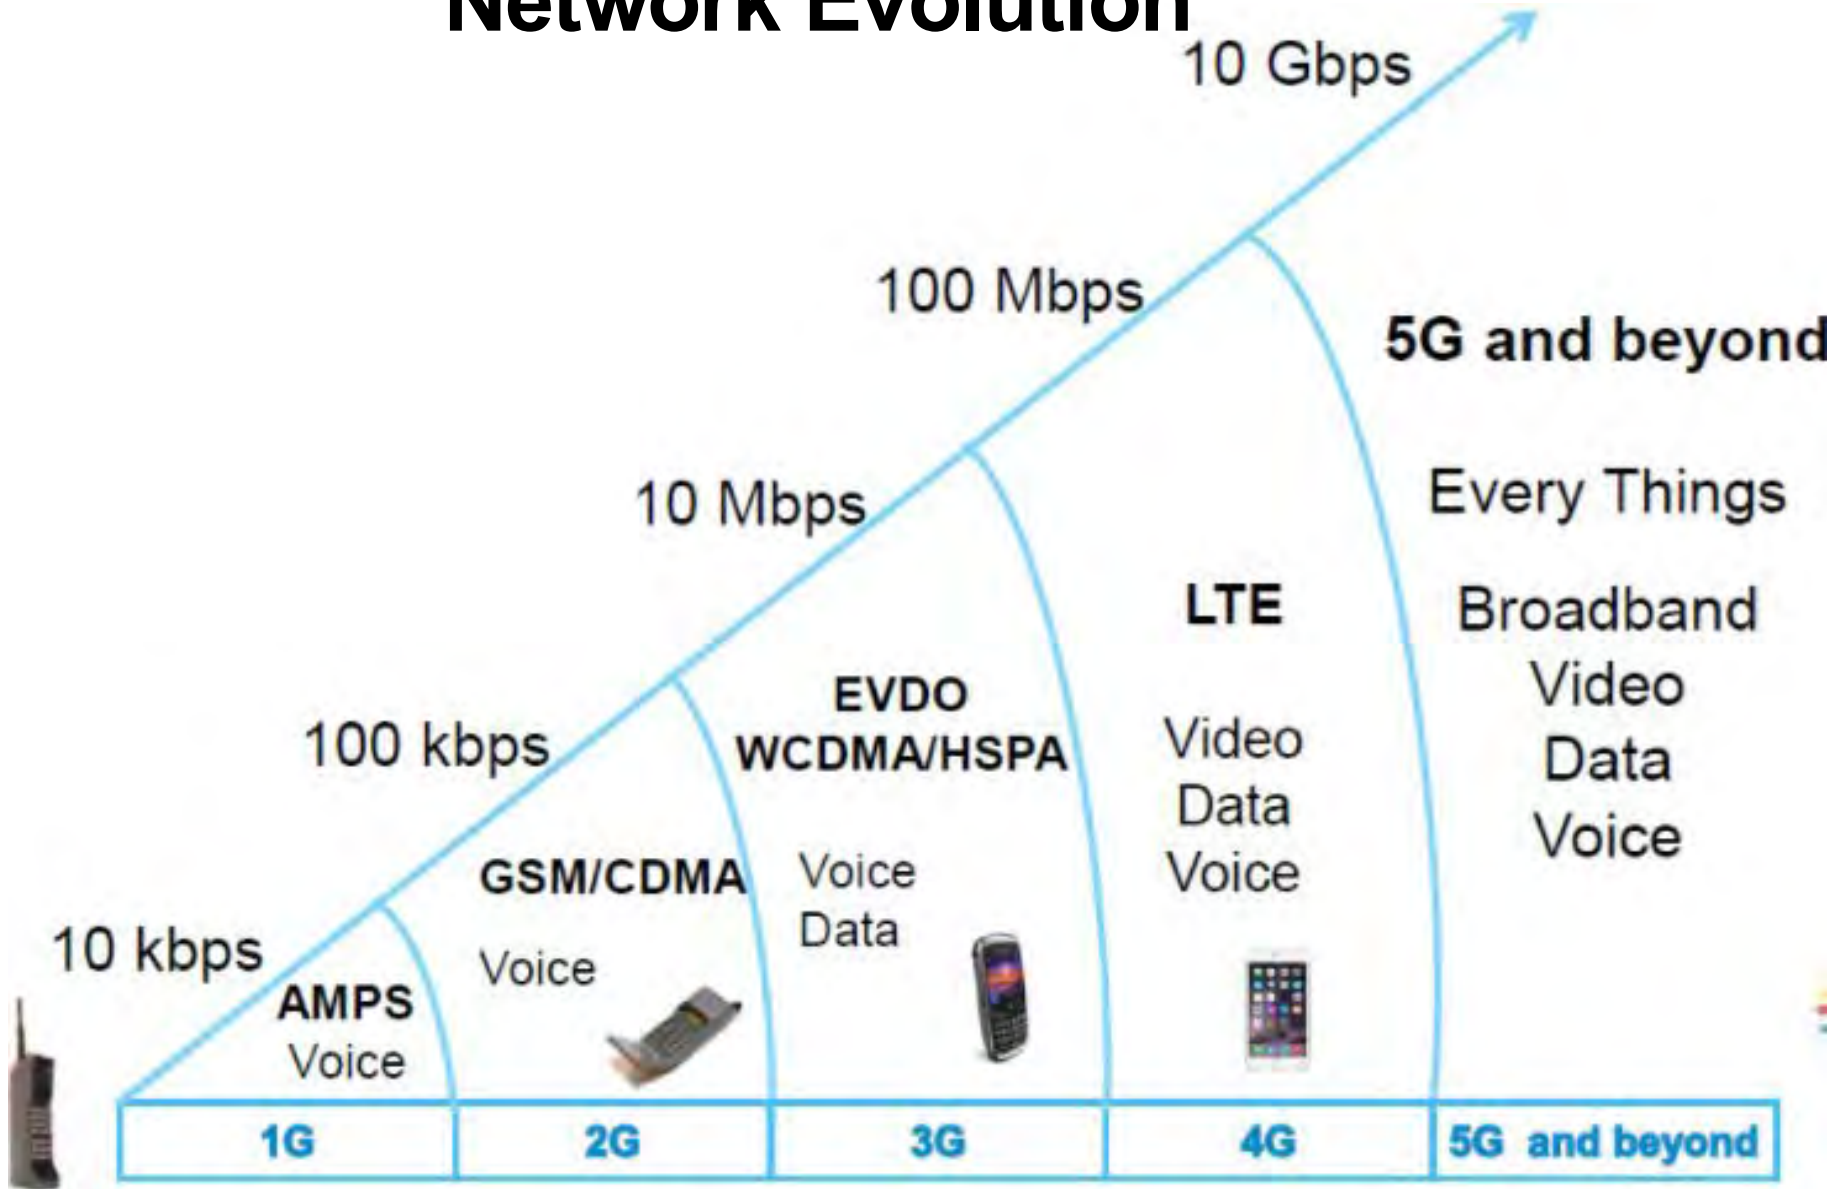 Network Evolution
10 Gbps
100 Mbps
10 Mbps
100 kbps
10 kbps
AMPS
Voice
GSM/CDMA
Voice
EVDO
WCDMA/HSPA
Voice
Data
LTE
Video
Data
Voice
5G and beyond
Every Things
Broadband
Video
Data
Voice
1G
2G
3G
4G
5G and beyond